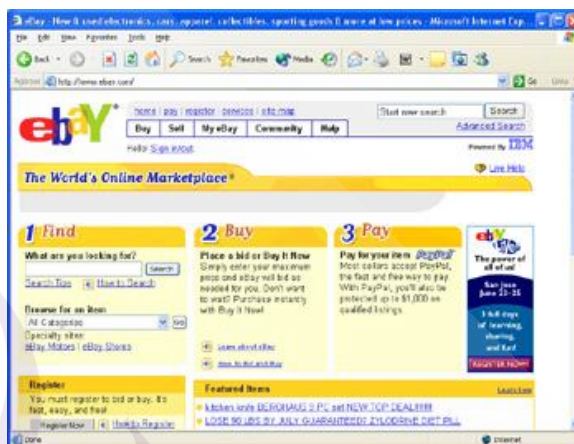 eBay - New & used electronics, cars, apparel, collectibles, sporting goods & more at low prices - Microsoft Internet Exp...
File Edit View Favorites Tools Help
Back Search Favorites Media
Address http://www.ebay.com/ Go Links
ebY
home | pay | register | services | site map
Start new search Search
Buy Sell My eBay Community Help
Advanced Search
Hello! Sign in/out.
Powered By IBM
The World's Online Marketplace
Live Help
1 Find
What are you looking for?
Search
Search Tips How to Search
Browse for an item
All Categories Go
Specialty sites:
eBay Motors | eBay Stores
Register
You must register to bid or buy. It's
fast, easy, and free!
Register Now How to Register
2 Buy
Place a bid or Buy It Now
Simply enter your maximum
price and eBay will bid as
needed for you. Don't
want to wait? Purchase instantly
with Buy It Now!
Learn about eBay
How to Bid and Buy
3 Pay
Pay for your item PayPal
Most sellers accept PayPal,
the fast and free way to pay.
With PayPal, you'll also be
protected up to $1,000 on
qualified listings.
The power of
all of us!
San Jose
June 23-25
3 full days
of learning,
sharing,
and fun!
REGISTER NOW
Featured Items
kitchen knife BERGHAUS 9 PC set NEW TOP DEAL!!!!!!
LOSE 90 LBS BY JULY GUARANTEED? ZYLODRINE DIET PILL
Done
Internet